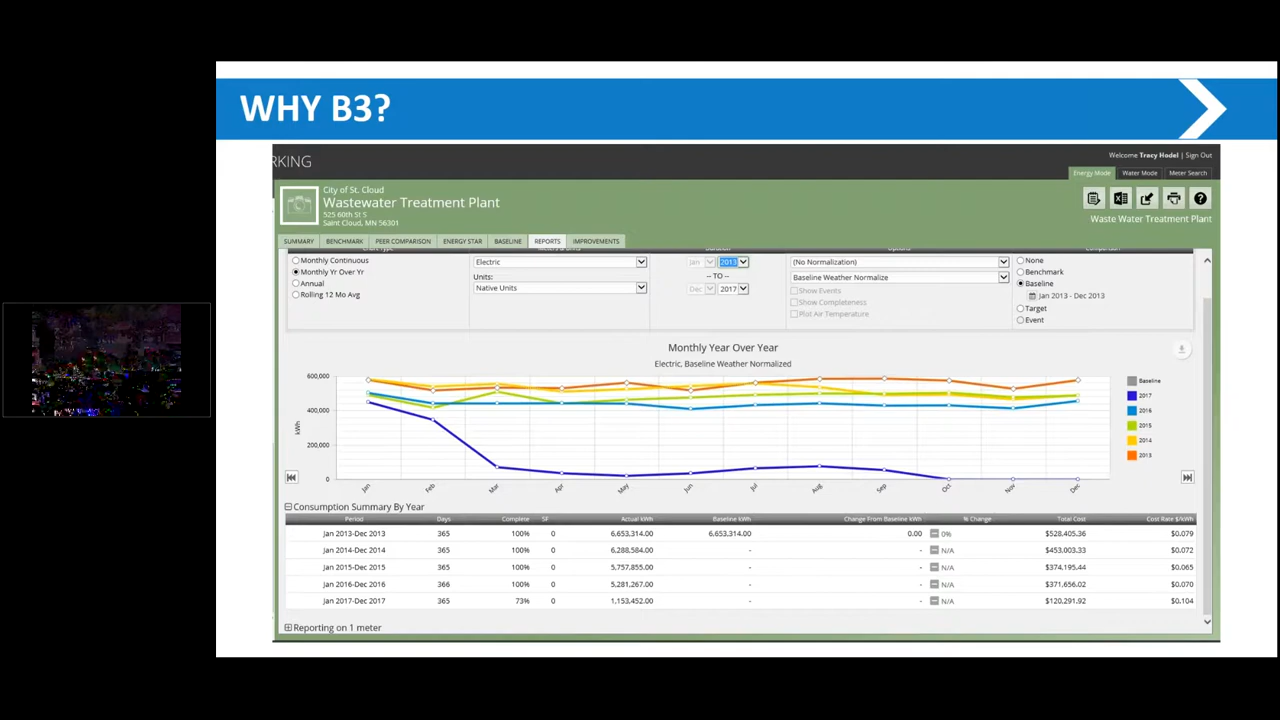 WHY B3?
RKING
Welcome Tracy Hodel | Sign Out
Energy Mode Water Mode Meter Search
City of St. Cloud
Wastewater Treatment Plant
525 60th St S
Saint Cloud, MN 56301
Waste Water Treatment Plant
SUMMARY BENCHMARK PEER COMPARISON ENERGY STAR BASELINE REPORTS IMPROVEMENTS
Monthly Continuous
Monthly Yr Over Yr
Annual
Rolling 12 Mo Avg
Electric
Units:
Native Units
Jan 2013
-- TO --
Dec 2017
(No Normalization)
Baseline Weather Normalize
Show Events
Show Completeness
Plot Air Temperature
None
Benchmark
Baseline
Jan 2013 - Dec 2013
Target
Event
Monthly Year Over Year
Electric, Baseline Weather Normalized
600,000
400,000
200,000
0
kWh
Jan Feb Mar Apr May Jun Jul Aug Sep Oct Nov Dec
Baseline
2017
2016
2015
2014
2013
Consumption Summary By Year
Period Days Complete SF Actual kWh Baseline kWh Change From Baseline kWh % Change Total Cost Cost Rate $/kWh
Jan 2013-Dec 2013 365 100% 0 6,653,314.00 6,653,314.00 0.00 0% $528,405.36 $0.079
Jan 2014-Dec 2014 365 100% 0 6,288,584.00 - - N/A $453,003.33 $0.072
Jan 2015-Dec 2015 365 100% 0 5,757,855.00 - - N/A $374,195.44 $0.065
Jan 2016-Dec 2016 366 100% 0 5,281,267.00 - - N/A $371,656.02 $0.070
Jan 2017-Dec 2017 365 73% 0 1,153,452.00 - - N/A $120,291.92 $0.104
Reporting on 1 meter